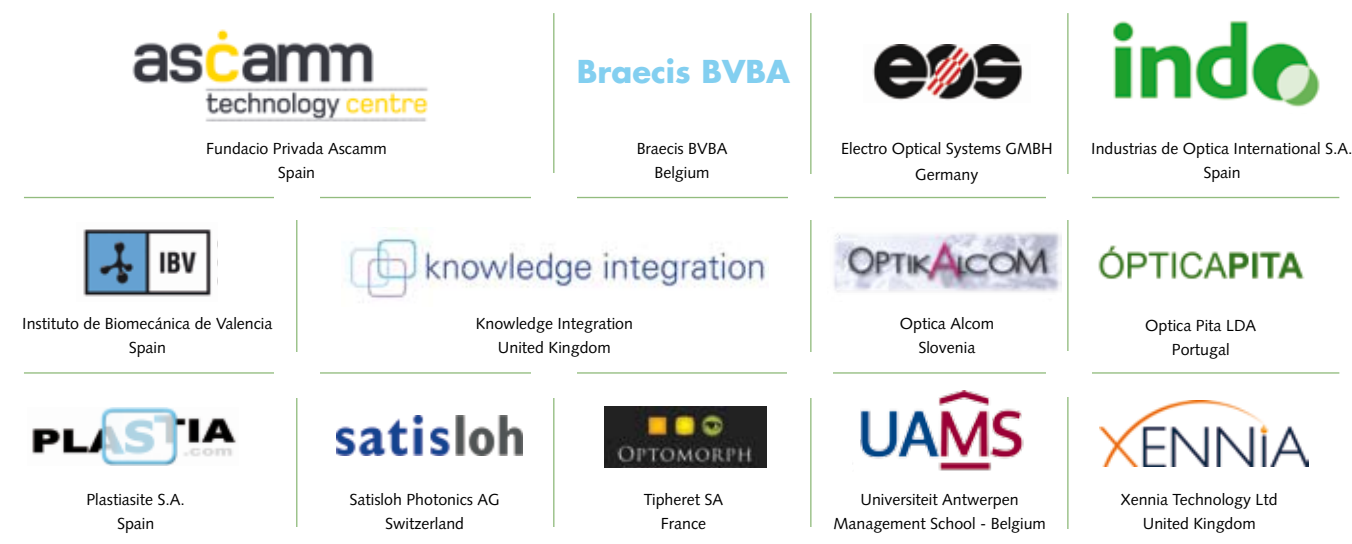 ascamm
technology centre
Fundacio Privada Ascamm
Spain
Braecis BVBA
Braecis BVBA
Belgium
eos
Electro Optical Systems GMBH
Germany
indo
Industrias de Optica International S.A.
Spain
IBV
Instituto de Biomecánica de Valencia
Spain
knowledge integration
Knowledge Integration
United Kingdom
OPTIKALCOM
Optica Alcom
Slovenia
ÓPTICAPITA
Optica Pita LDA
Portugal
PLASTIA
.com
Plastiasite S.A.
Spain
satisloh
Satisloh Photonics AG
Switzerland
OPTOMORPH
Tipheret SA
France
UAMS
Universiteit Antwerpen
Management School - Belgium
XENNiA
Xennia Technology Ltd
United Kingdom